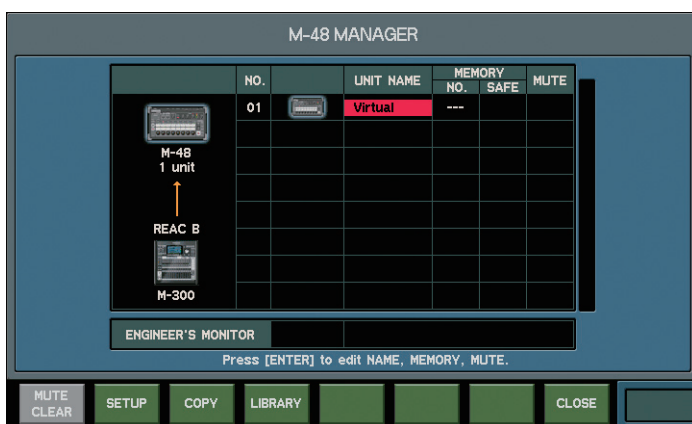 M-48 MANAGER
NO. UNIT NAME MEMORY MUTE
NO. SAFE
01 Virtual ---
M-48
1 unit
REAC B
M-300
ENGINEER'S MONITOR
Press [ENTER] to edit NAME, MEMORY, MUTE.
MUTE CLEAR SETUP COPY LIBRARY CLOSE